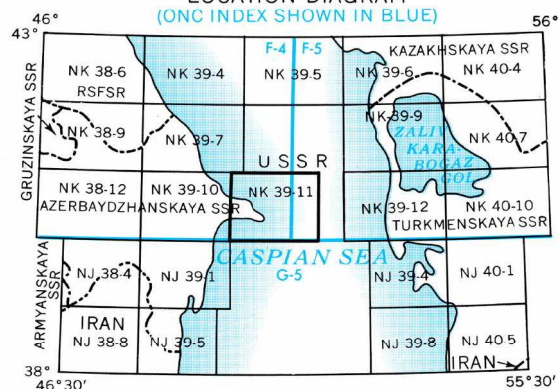 LOCATION DIAGRAM
(ONC INDEX SHOWN IN BLUE)
46° 56°
43°
F-4 F-5
KAZAKHSKAYA SSR
NK 38-6 NK 39-4 NK 39-5 NK 39-6 NK 40-4
RSFSR
GRUZINSKAYA SSR
NK 38-9 NK 39-7 NK-39-9 NK 40-7
ZALIV
KARA-
BOGAZ
GOL
USSR
NK 38-12 NK 39-10 NK 39-11 NK 39-12 NK 40-10
AZERBAYDZHANSKAYA SSR TURKMENSKAYA SSR
CASPIAN SEA
G-5
ARMYANSKAYA
SSR
NJ 38-4 NJ 39-1 NJ 39-4 NJ 40-1
IRAN
NJ 38-8 NJ 39-5 NJ 39-8 NJ 40.5
IRAN
38°
46°30' 55°30'